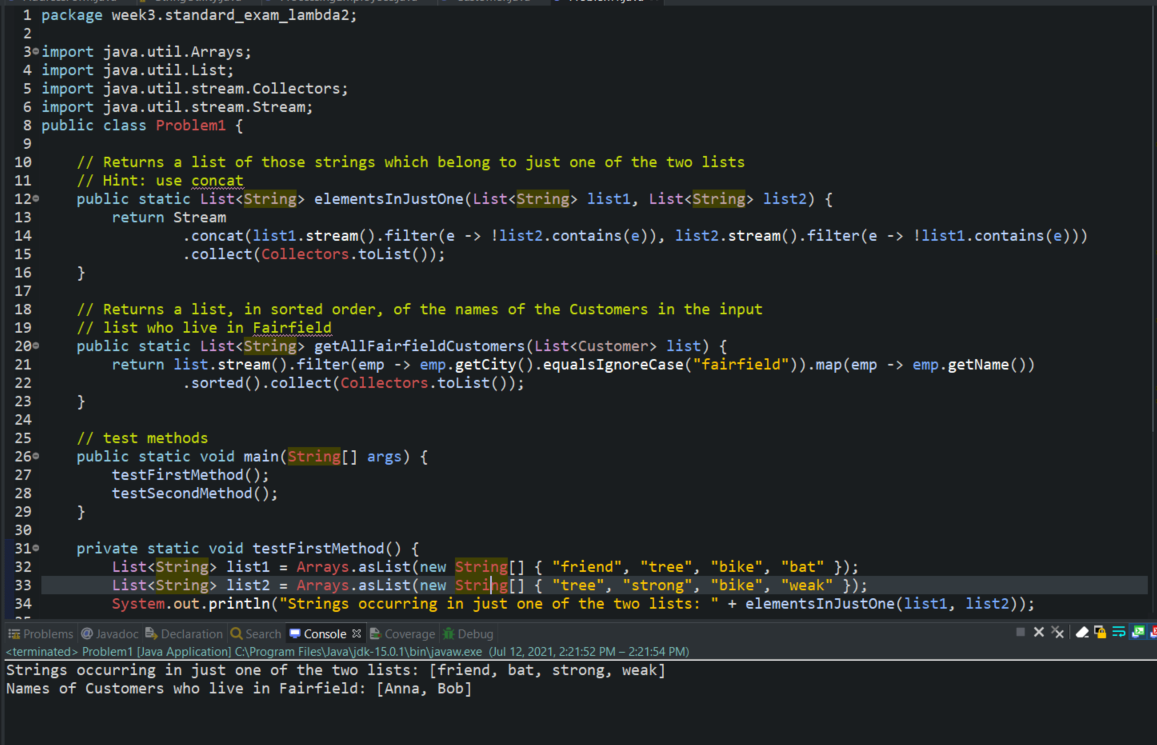 1 package week3.standard_exam_lambda2;
2
3 import java.util.Arrays;
4 import java.util.List;
5 import java.util.stream.Collectors;
6 import java.util.stream.Stream;
8 public class Problem1 {
9
10 // Returns a list of those strings which belong to just one of the two lists
11 // Hint: use concat
12 public static List<String> elementsInJustOne(List<String> list1, List<String> list2) {
13 return Stream
14 .concat(list1.stream().filter(e -> !list2.contains(e)), list2.stream().filter(e -> !list1.contains(e)))
15 .collect(Collectors.toList());
16 }
17
18 // Returns a list, in sorted order, of the names of the Customers in the input
19 // list who live in Fairfield
20 public static List<String> getAllFairfieldCustomers(List<Customer> list) {
21 return list.stream().filter(emp -> emp.getCity().equalsIgnoreCase("fairfield")).map(emp -> emp.getName())
22 .sorted().collect(Collectors.toList());
23 }
24
25 // test methods
26 public static void main(String[] args) {
27 testFirstMethod();
28 testSecondMethod();
29 }
30
31 private static void testFirstMethod() {
32 List<String> list1 = Arrays.asList(new String[] { "friend", "tree", "bike", "bat" });
33 List<String> list2 = Arrays.asList(new String[] { "tree", "strong", "bike", "weak" });
34 System.out.println("Strings occurring in just one of the two lists: " + elementsInJustOne(list1, list2));
Problems @ Javadoc Declaration Search Console Coverage Debug
<terminated> Problem1 [Java Application] C:\Program Files\Java\jdk-15.0.1\bin\javaw.exe (Jul 12, 2021, 2:21:52 PM – 2:21:54 PM)
Strings occurring in just one of the two lists: [friend, bat, strong, weak]
Names of Customers who live in Fairfield: [Anna, Bob]